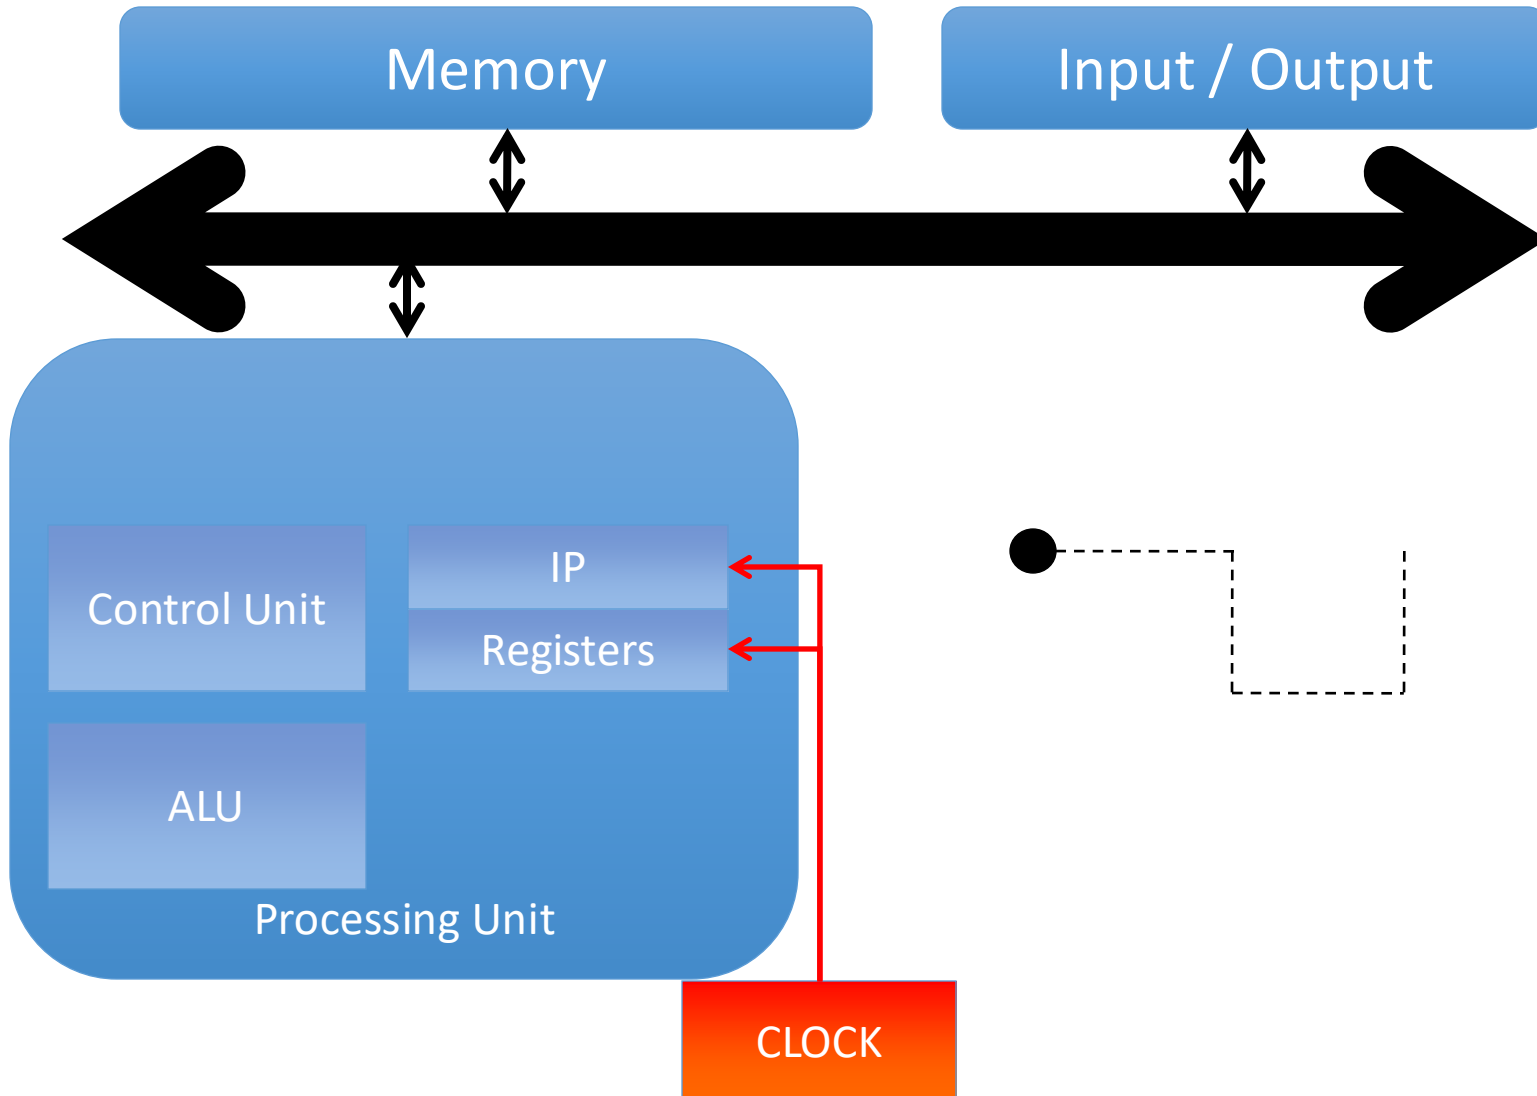 Memory
Input / Output
Control Unit
IP
Registers
ALU
Processing Unit
CLOCK